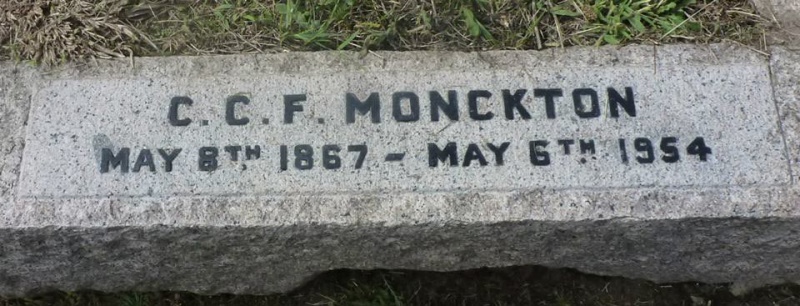 C.C.F. MONCKTON
MAY 8TH 1867 - MAY 6TH 1954